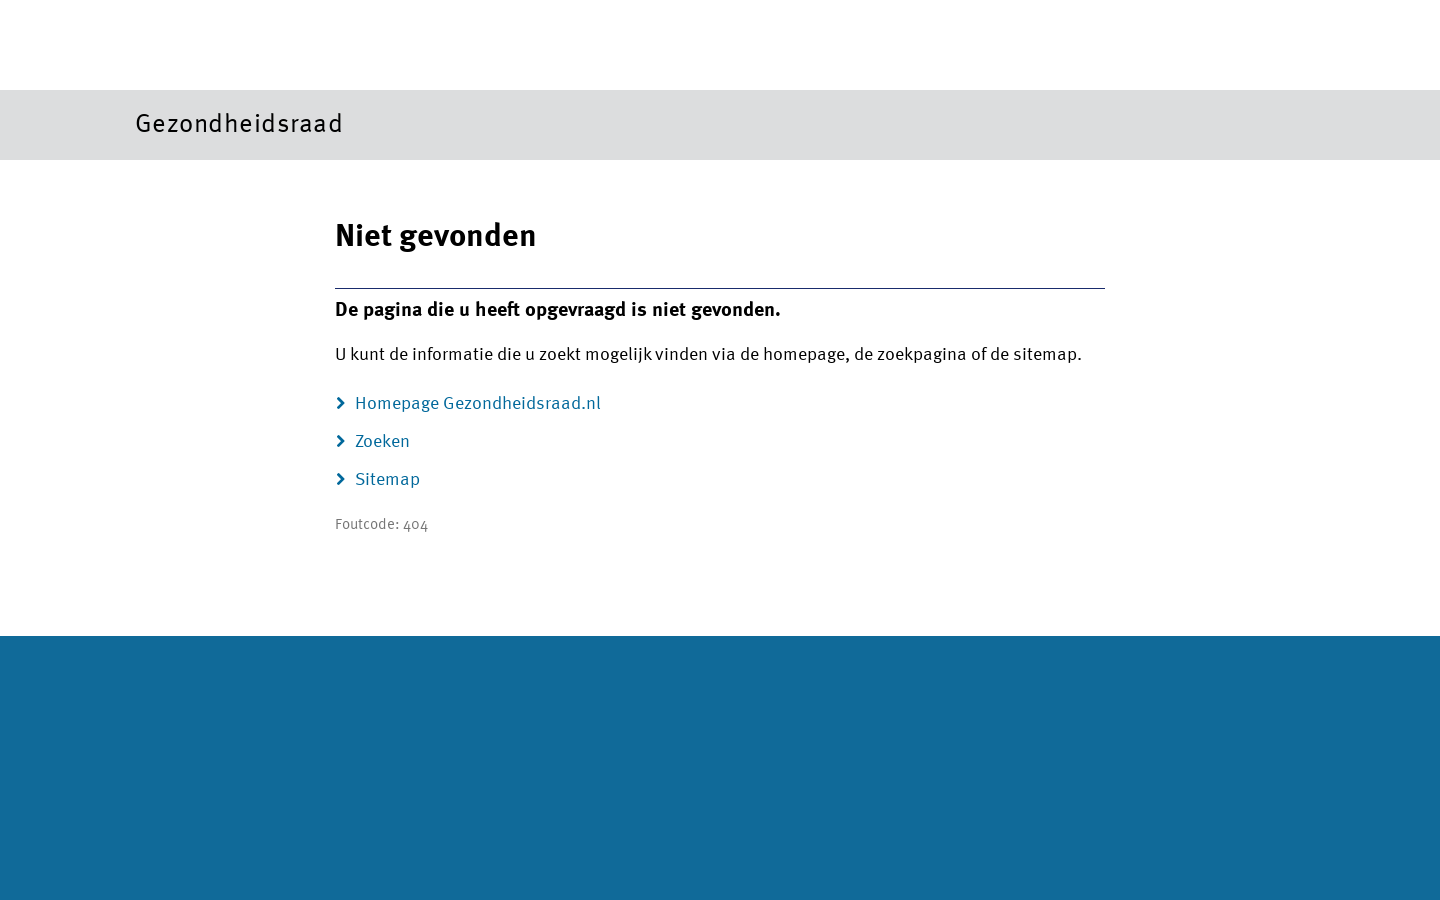 Gezondheidsraad
Niet gevonden
De pagina die u heeft opgevraagd is niet gevonden.
U kunt de informatie die u zoekt mogelijk vinden via de homepage, de zoekpagina of de sitemap.
Homepage Gezondheidsraad.nl
Zoeken
Sitemap
Foutcode: 404